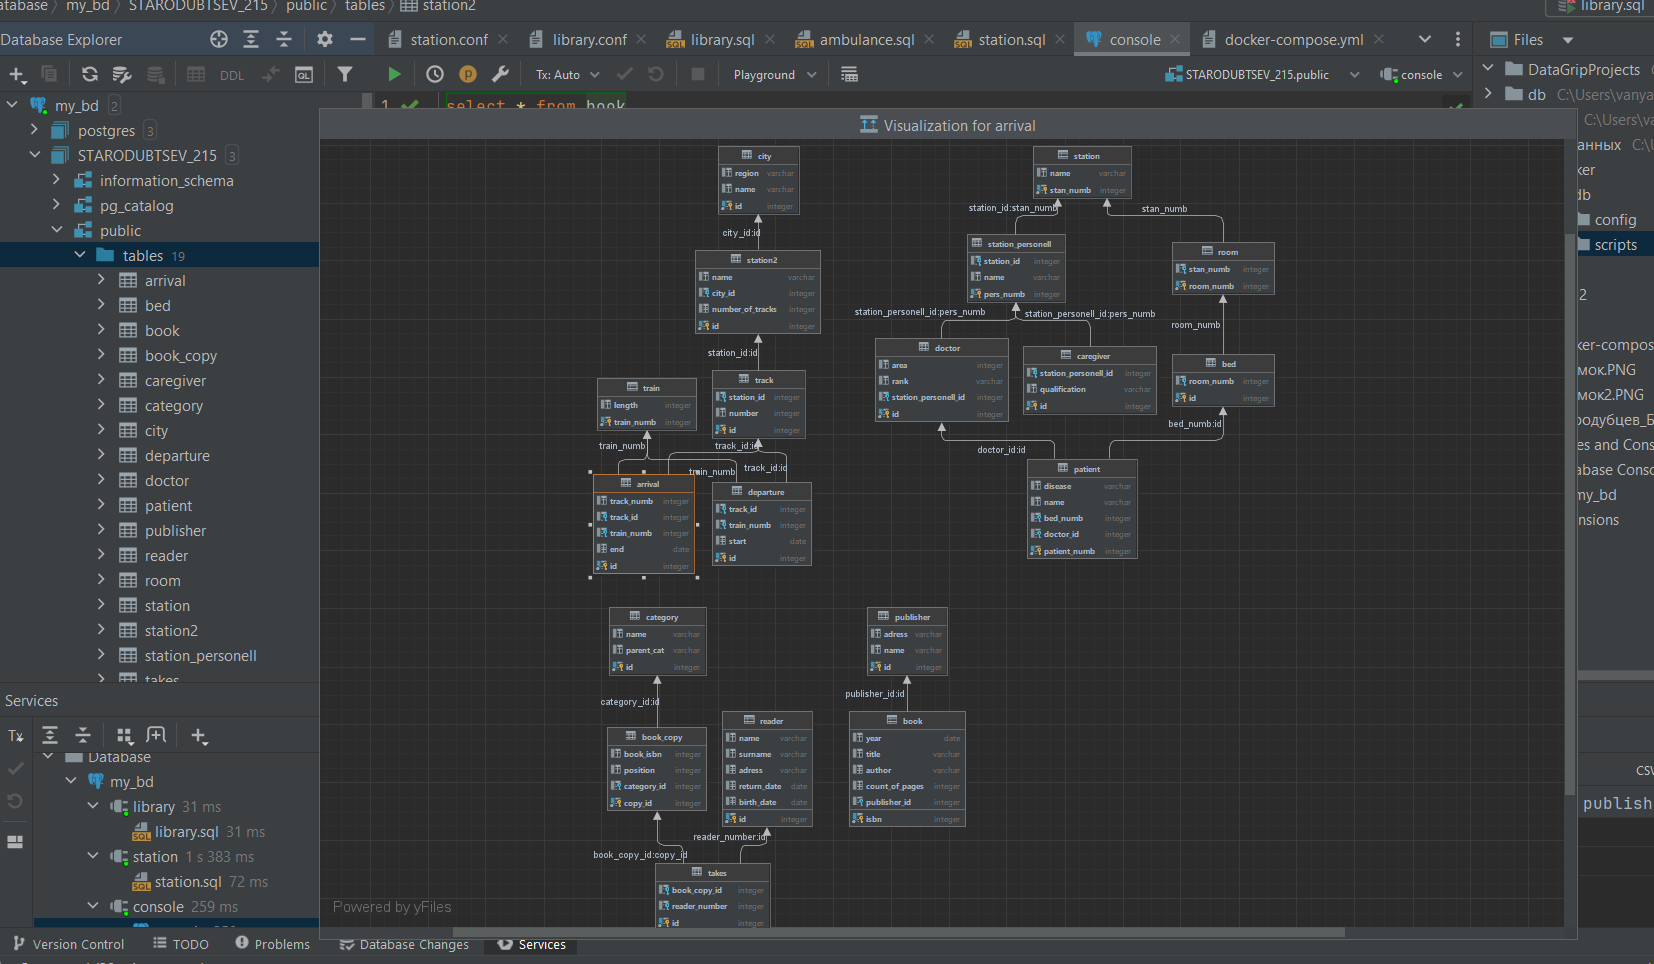 atabase my_bd STARODUBTSEV_215 public tables station2
library.sql
Database Explorer
station.conf library.conf library.sql ambulance.sql station.sql console docker-compose.yml
Files
DDL QL Tx: Auto Playground STARODUBTSEV_215.public console
DataGripProjects
db C:\Users\vanya
my_bd 2
postgres 3
STARODUBTSEV_215 3
information_schema
pg_catalog
public
tables 19
arrival
bed
book
book_copy
caregiver
category
city
departure
doctor
patient
publisher
reader
room
station
station2
station_personell
takes
1 select * from book
Visualization for arrival
city
region varchar
name varchar
id integer
city_id:id
station2
name varchar
city_id integer
number_of_tracks integer
id integer
station_id:id
track
station_id integer
number integer
id integer
train
length integer
train_numb integer
train_numb
track_id:id
train_numb
track_id:id
arrival
track_numb integer
track_id integer
train_numb integer
end date
id integer
departure
track_id integer
train_numb integer
start date
id integer
station
name varchar
stan_numb integer
station_id:stan_numb
stan_numb
station_personell
station_id integer
name varchar
pers_numb integer
room
stan_numb integer
room_numb integer
station_personell_id:pers_numb
station_personell_id:pers_numb
room_numb
doctor
area integer
rank varchar
station_personell_id integer
id integer
caregiver
station_personell_id integer
qualification varchar
id integer
bed
room_numb integer
id integer
doctor_id:id
bed_numb:id
patient
disease varchar
name varchar
bed_numb integer
doctor_id integer
patient_numb integer
category
name varchar
parent_cat varchar
id integer
category_id:id
book_copy
book_isbn integer
position integer
category_id integer
copy_id integer
reader
name varchar
surname varchar
adress varchar
return_date date
birth_date date
id integer
publisher
adress varchar
name varchar
id integer
publisher_id:id
book
year date
title varchar
author varchar
count_of_pages integer
publisher_id integer
isbn integer
reader_number:id
book_copy_id:copy_id
takes
book_copy_id integer
reader_number integer
id integer
Powered by yFiles
C:\Users\va
анных C:\U
ker
db
config
scripts
2
ker-compos
мок.PNG
мок2.PNG
родубцев_Б
es and Cons
abase Conso
my_bd
nsions
CSV
publish
Services
Tx
Database
my_bd
library 31 ms
library.sql 31 ms
station 1 s 383 ms
station.sql 72 ms
console 259 ms
Version Control TODO Problems Database Changes Services